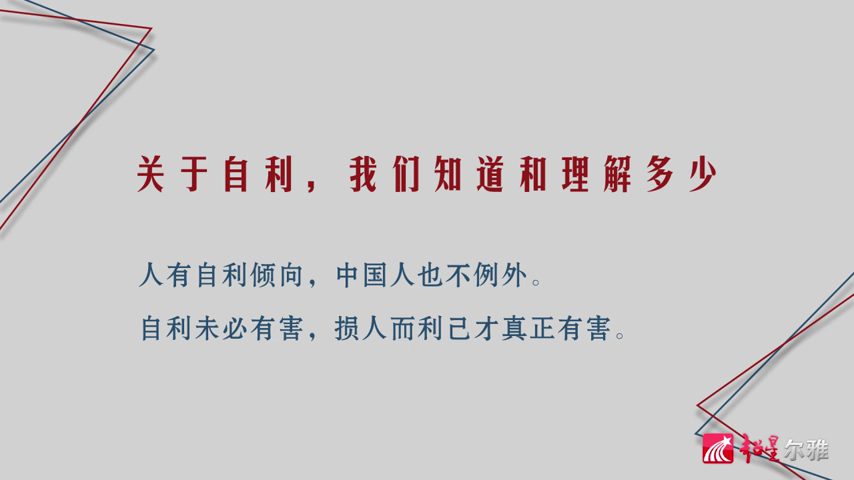 关于自利，我们知道和理解多少
人有自利倾向，中国人也不例外。
自利未必有害，损人而利己才真正有害。
超星尔雅